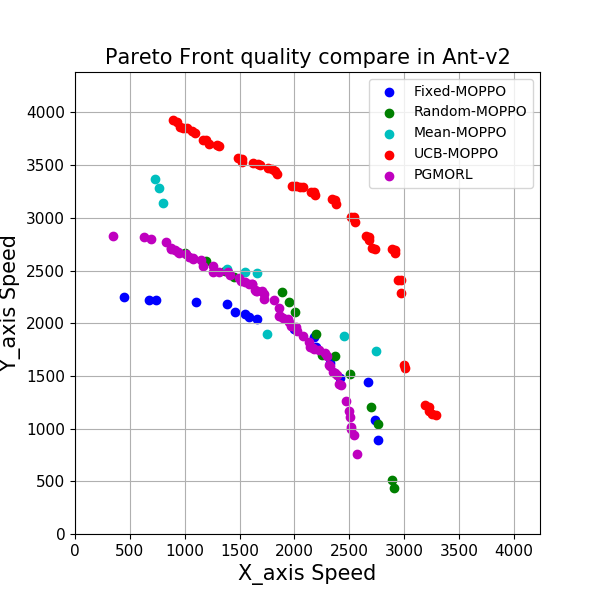 Pareto Front quality compare in Ant-v2
Fixed-MOPPO
Random-MOPPO
Mean-MOPPO
UCB-MOPPO
PGMORL
Y_axis Speed
4000
3500
3000
2500
2000
1500
1000
500
0
0 500 1000 1500 2000 2500 3000 3500 4000
X_axis Speed